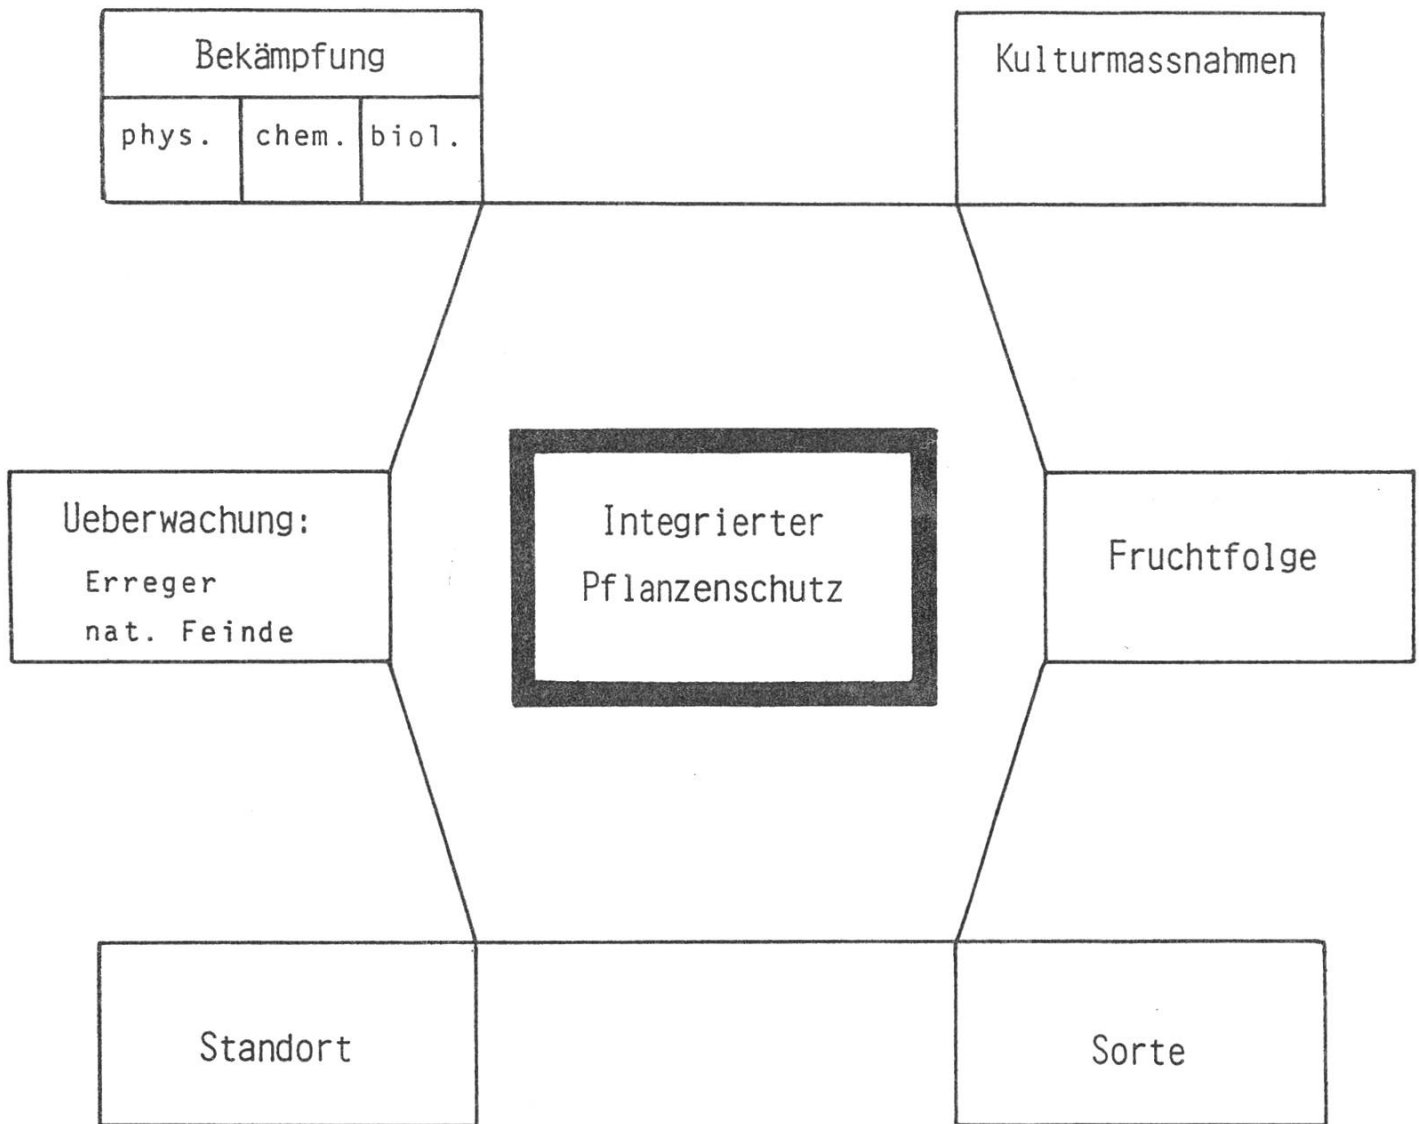 Bekämpfung
phys. chem. biol.
Kulturmassnahmen
Ueberwachung:
Erreger
nat. Feinde
Integrierter
Pflanzenschutz
Fruchtfolge
Standort
Sorte